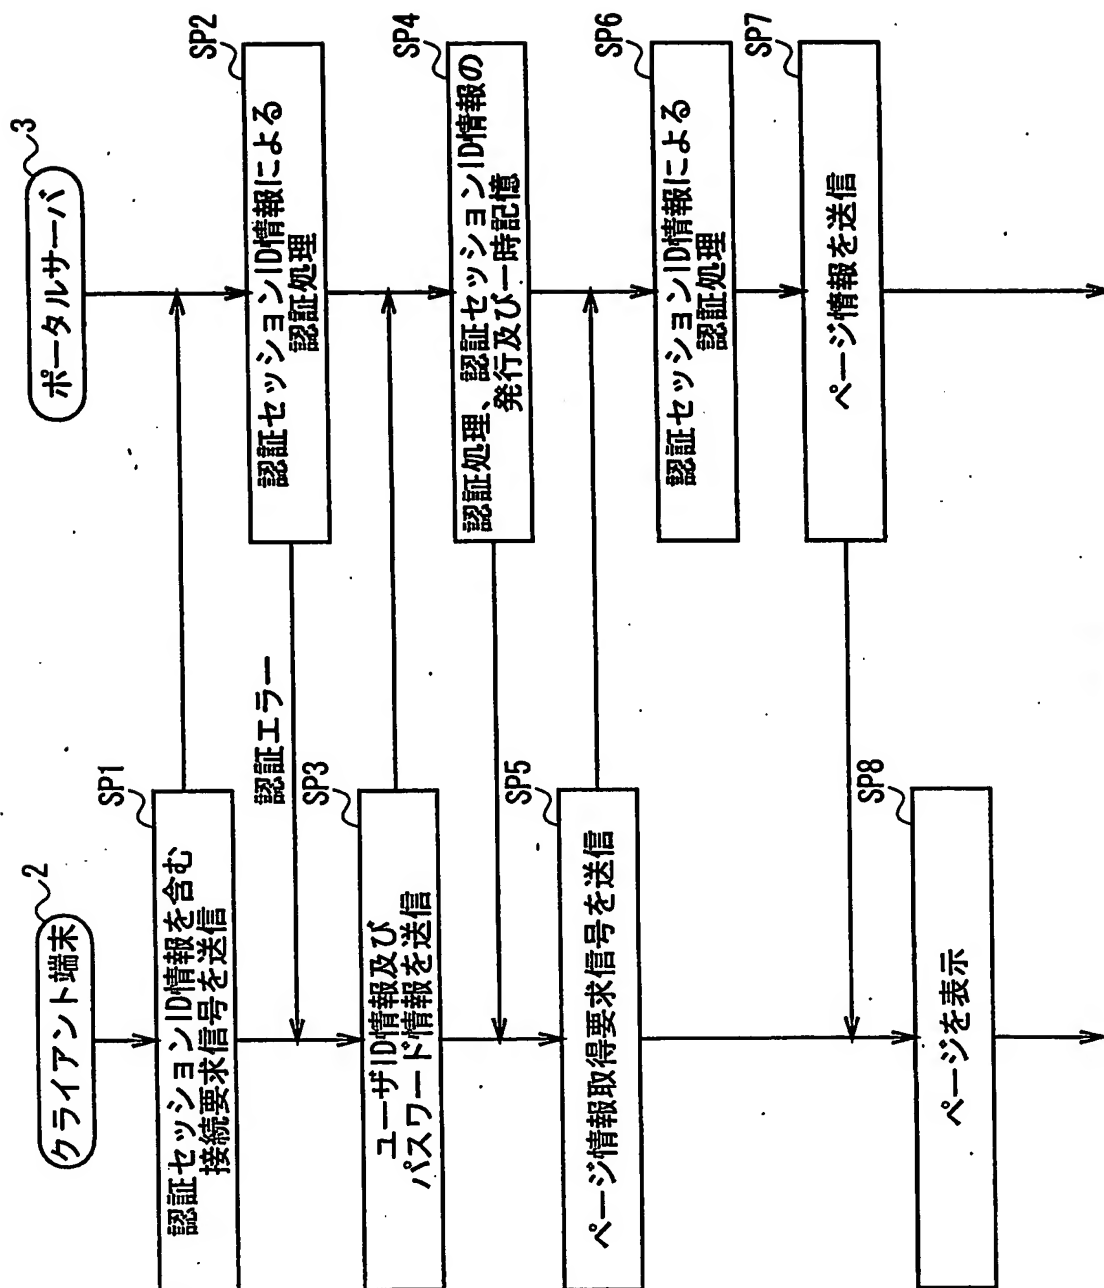 クライアント端末
2
ポータルサーバ
3
SP1
認証セッションID情報を含む
接続要求信号を送信
SP2
認証セッションID情報による
認証処理
認証エラー
SP3
ユーザID情報及び
パスワード情報を送信
SP4
認証処理、認証セッションID情報の
発行及び一時記憶
SP5
ページ情報取得要求信号を送信
SP6
認証セッションID情報による
認証処理
SP7
ページ情報を送信
SP8
ページを表示